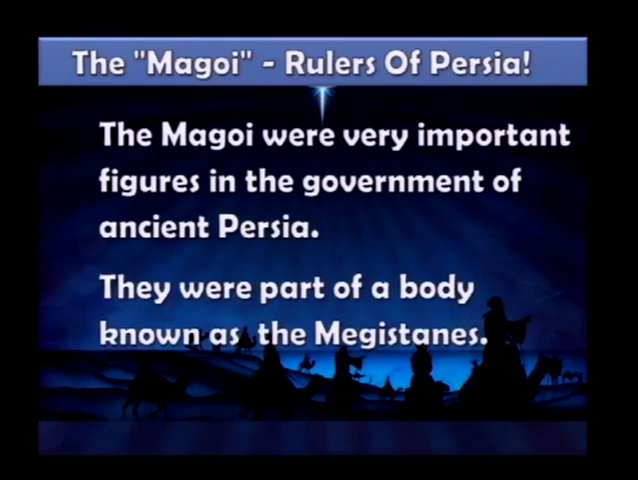 The "Magoi" - Rulers Of Persia!
The Magoi were very important
figures in the government of
ancient Persia.
They were part of a body
known as the Megistanes.